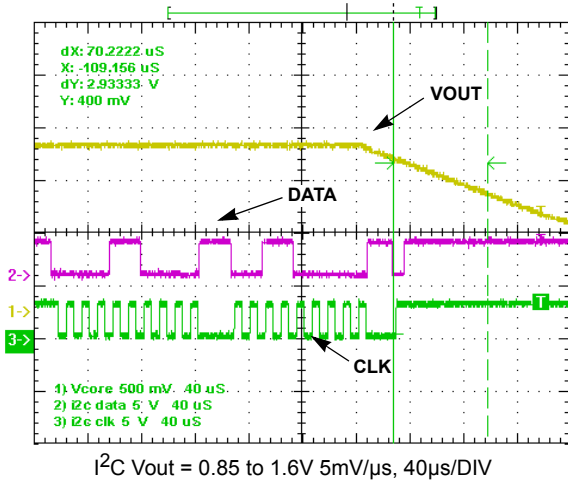 dX: 70.2222 uS
X: -109.156 uS
dY: 2.93333 V
Y: 400 mV
VOUT
DATA
2->
1->
T
3->
CLK
1) Vcore 500 mV 40 uS
2) i2c data 5 V 40 uS
3) i2c clk 5 V 40 uS
I²C Vout = 0.85 to 1.6V 5mV/µs, 40µs/DIV